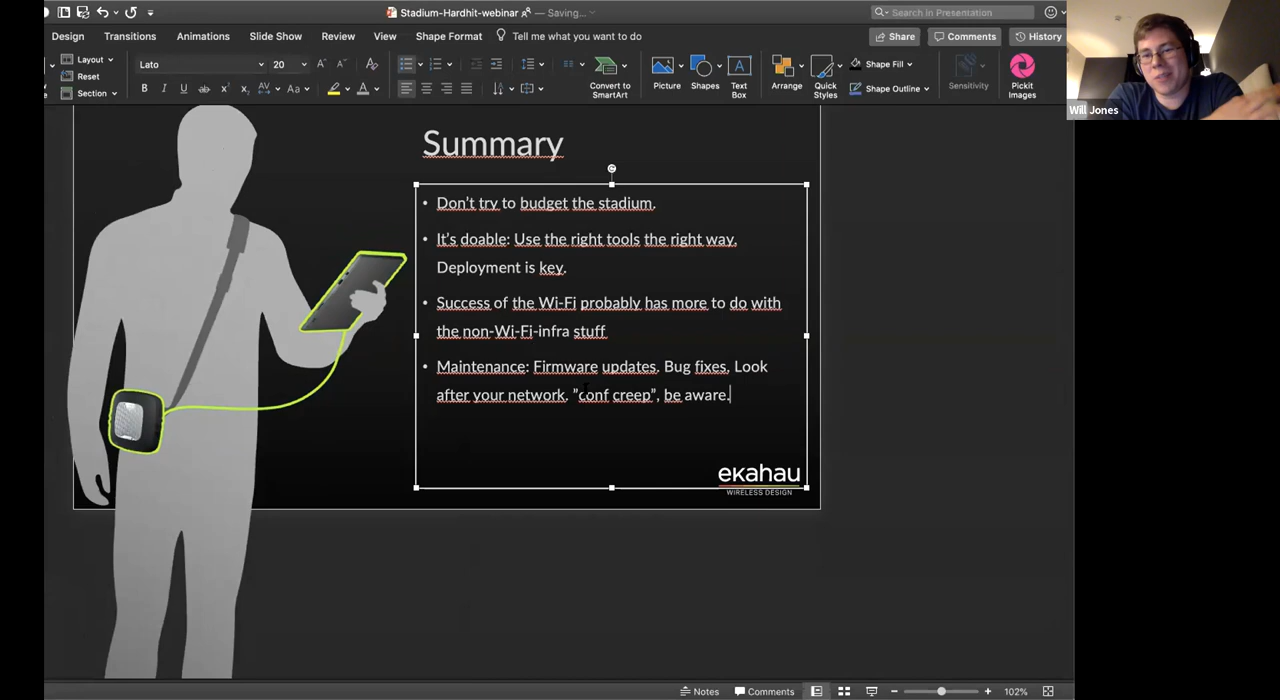 Stadium-Hardhit-webinar — Saving...
Search in Presentation
Design Transitions Animations Slide Show Review View Shape Format Tell me what you want to do Share Comments History
Layout
Reset
Section
Lato 20
B I U ab x² x₂ AV Aa A
Convert to SmartArt
Picture Shapes Text Box Arrange Quick Styles
Shape Fill
Shape Outline
Sensitivity
Pickit Images
Will Jones
Summary
• Don't try to budget the stadium.
• It's doable: Use the right tools the right way,
Deployment is key.
• Success of the Wi-Fi probably has more to do with
the non-Wi-Fi-infra stuff
• Maintenance: Firmware updates. Bug fixes, Look
after your network. "conf creep", be aware.
ekahau
WIRELESS DESIGN
Notes Comments 102%